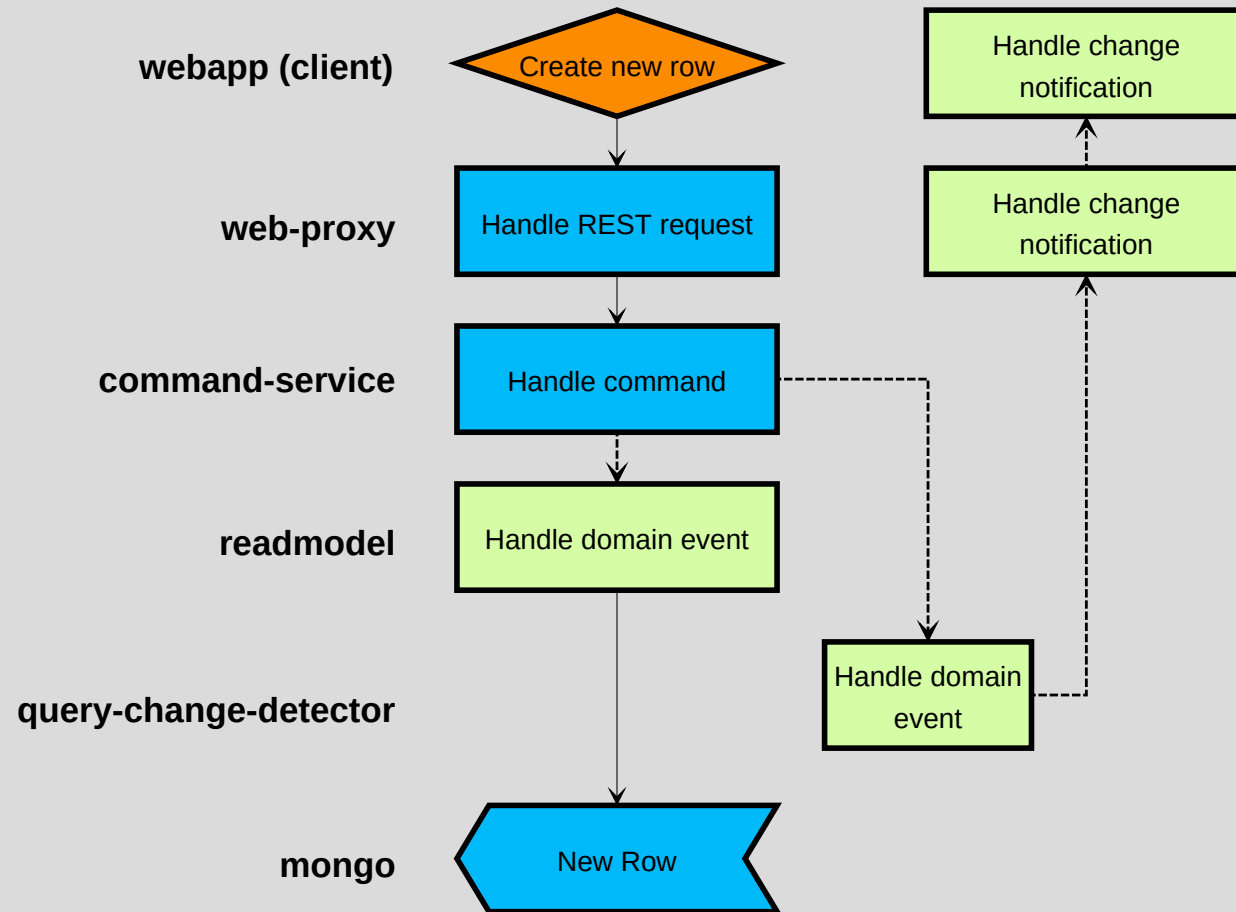 webapp (client)
Create new row
Handle change
notification
web-proxy
Handle REST request
Handle change
notification
command-service
Handle command
readmodel
Handle domain event
query-change-detector
Handle domain
event
mongo
New Row